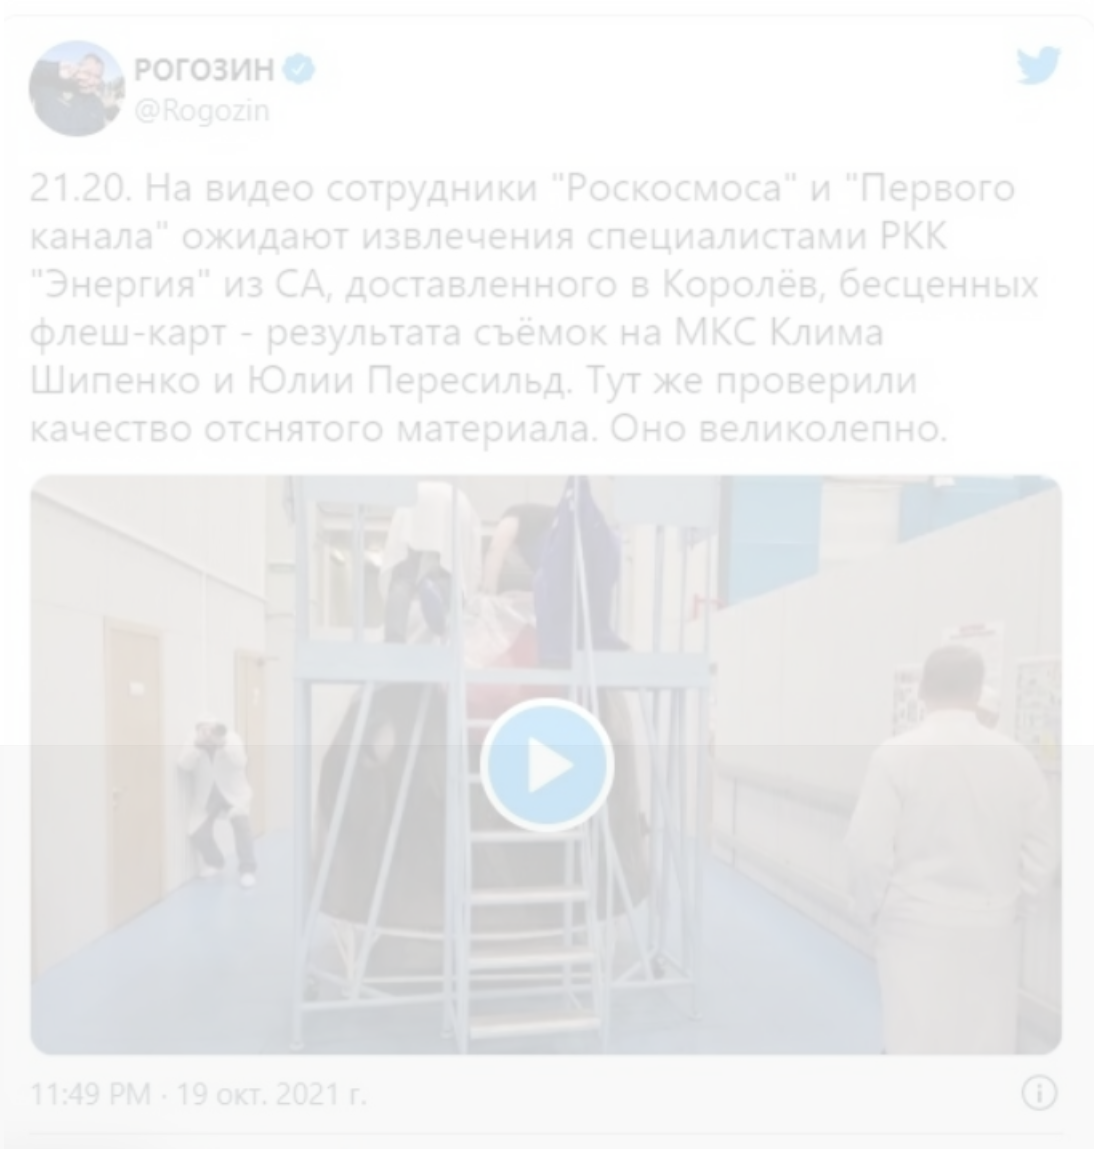 РОГОЗИН
@Rogozin
21.20. На видео сотрудники "Роскосмоса" и "Первого
канала" ожидают извлечения специалистами РКК
"Энергия" из СА, доставленного в Королёв, бесценных
флеш-карт - результата съёмок на МКС Клима
Шипенко и Юлии Пересильд. Тут же проверили
качество отснятого материала. Оно великолепно.
11:49 PM · 19 окт. 2021 г.